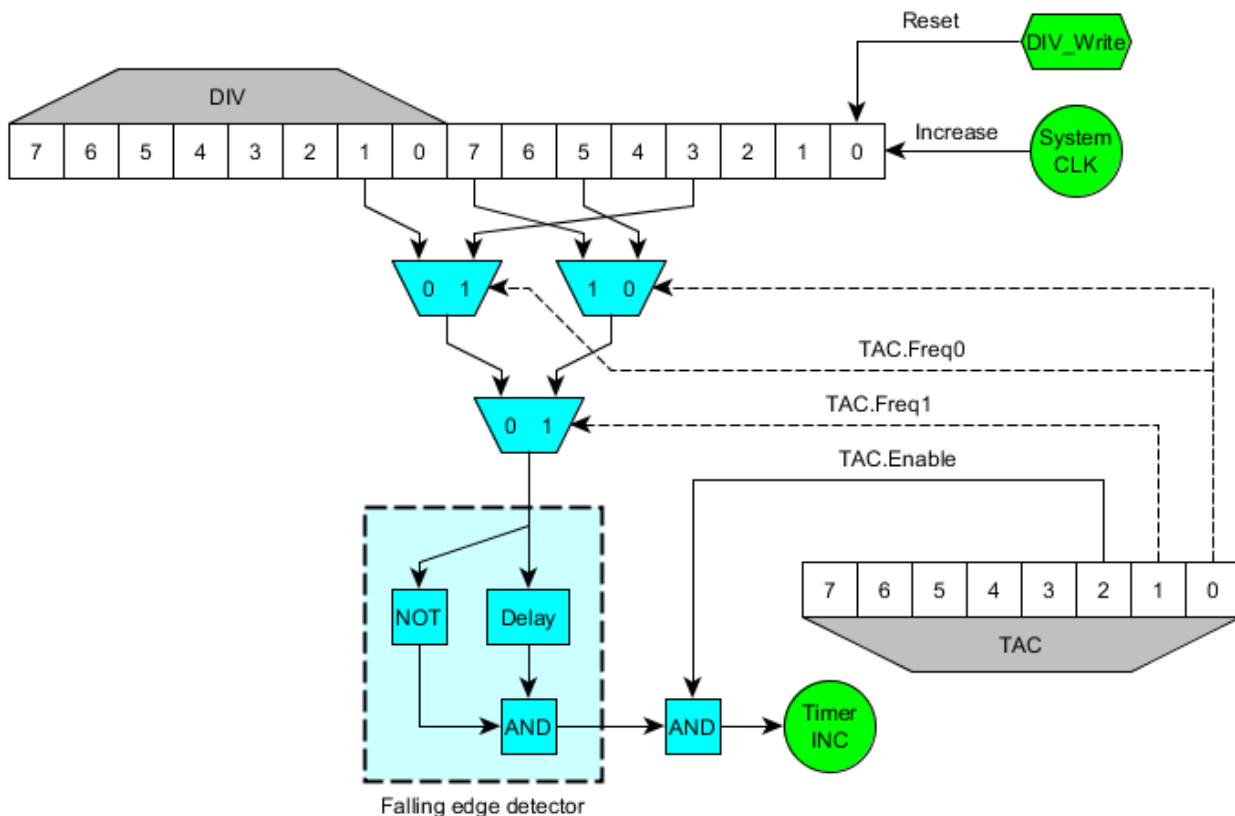 Reset
DIV_Write
DIV
7 6 5 4 3 2 1 0 7 6 5 4 3 2 1 0
Increase
System
CLK
0 1
1 0
TAC.Freq0
0 1
TAC.Freq1
TAC.Enable
7 6 5 4 3 2 1 0
TAC
NOT
Delay
AND
AND
Timer
INC
Falling edge detector